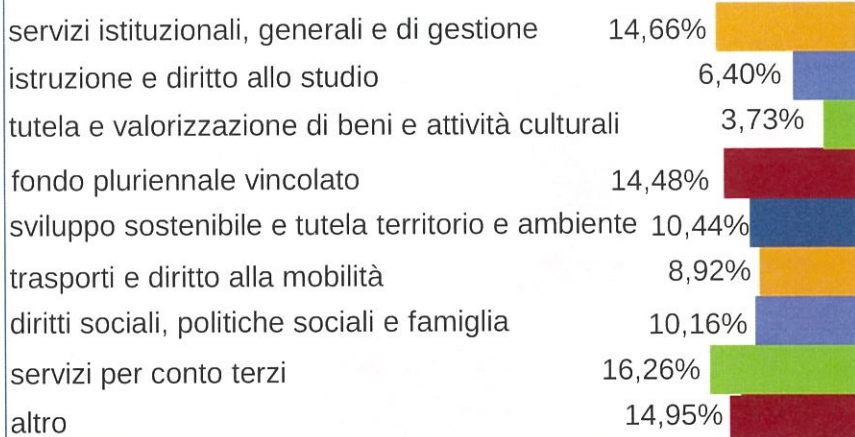 servizi istituzionali, generali e di gestione 14,66%
istruzione e diritto allo studio 6,40%
tutela e valorizzazione di beni e attività culturali 3,73%
fondo pluriennale vincolato 14,48%
sviluppo sostenibile e tutela territorio e ambiente 10,44%
trasporti e diritto alla mobilità 8,92%
diritti sociali, politiche sociali e famiglia 10,16%
servizi per conto terzi 16,26%
altro 14,95%